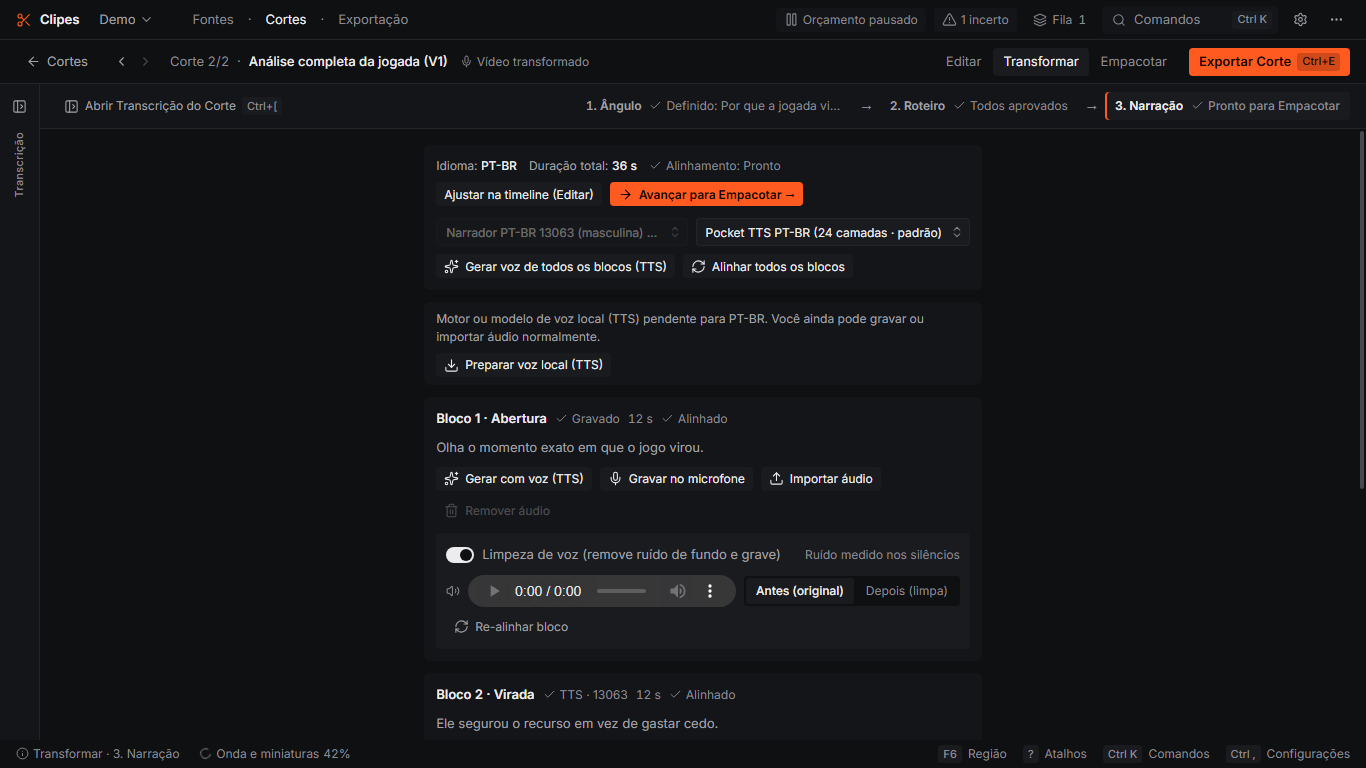 Clipes Demo Fontes · Cortes · Exportação Orçamento pausado 1 incerto Fila 1 Comandos Ctrl K
← Cortes Corte 2/2 · Análise completa da jogada (V1) Vídeo transformado Editar Transformar Empacotar Exportar Corte Ctrl+E
Abrir Transcrição do Corte Ctrl+[ 1. Ângulo Definido: Por que a jogada vi... → 2. Roteiro Todos aprovados → 3. Narração Pronto para Empacotar
Transcrição
Idioma: PT-BR Duração total: 36 s Alinhamento: Pronto
Ajustar na timeline (Editar) → Avançar para Empacotar →
Narrador PT-BR 13063 (masculina) ... Pocket TTS PT-BR (24 camadas · padrão)
Gerar voz de todos os blocos (TTS) Alinhar todos os blocos
Motor ou modelo de voz local (TTS) pendente para PT-BR. Você ainda pode gravar ou
importar áudio normalmente.
Preparar voz local (TTS)
Bloco 1 · Abertura Gravado 12 s Alinhado
Olha o momento exato em que o jogo virou.
Gerar com voz (TTS) Gravar no microfone Importar áudio
Remover áudio
Limpeza de voz (remove ruído de fundo e grave) Ruído medido nos silêncios
0:00 / 0:00 Antes (original) Depois (limpa)
Re-alinhar bloco
Bloco 2 · Virada TTS · 13063 12 s Alinhado
Ele segurou o recurso em vez de gastar cedo.
Transformar · 3. Narração Onda e miniaturas 42% F6 Região ? Atalhos Ctrl K Comandos Ctrl , Configurações